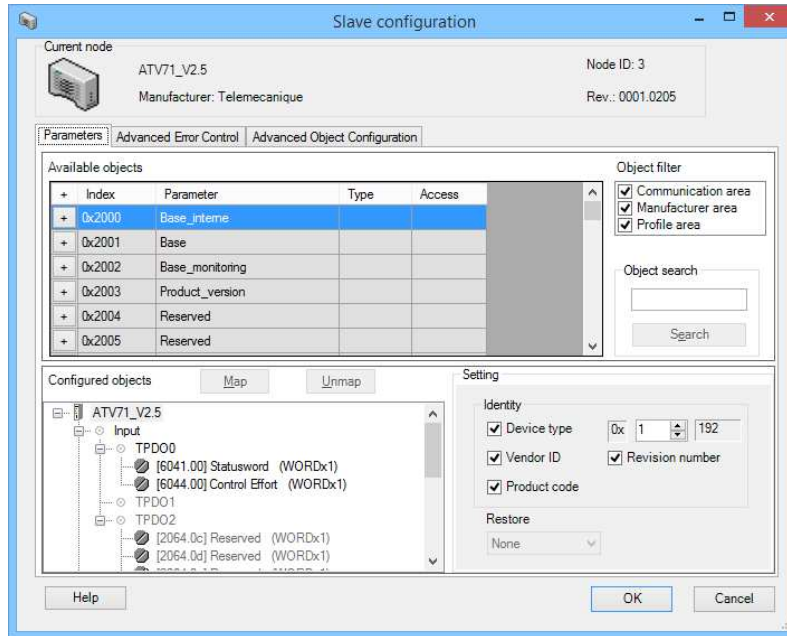 Slave configuration
Current node
ATV71_V2.5
Node ID: 3
Manufacturer: Telemecanique
Rev.: 0001.0205
Parameters Advanced Error Control Advanced Object Configuration
Available objects
+ Index Parameter Type Access
+ 0x2000 Base_interne
+ 0x2001 Base
+ 0x2002 Base_monitoring
+ 0x2003 Product_version
+ 0x2004 Reserved
+ 0x2005 Reserved
Object filter
Communication area
Manufacturer area
Profile area
Object search
Search
Configured objects Map Unmap
ATV71_V2.5
Input
TPDO0
[6041.00] Statusword (WORDx1)
[6044.00] Control Effort (WORDx1)
TPDO1
TPDO2
[2064.0c] Reserved (WORDx1)
[2064.0d] Reserved (WORDx1)
Setting
Identity
Device type 0x 1 192
Vendor ID Revision number
Product code
Restore
None
Help OK Cancel